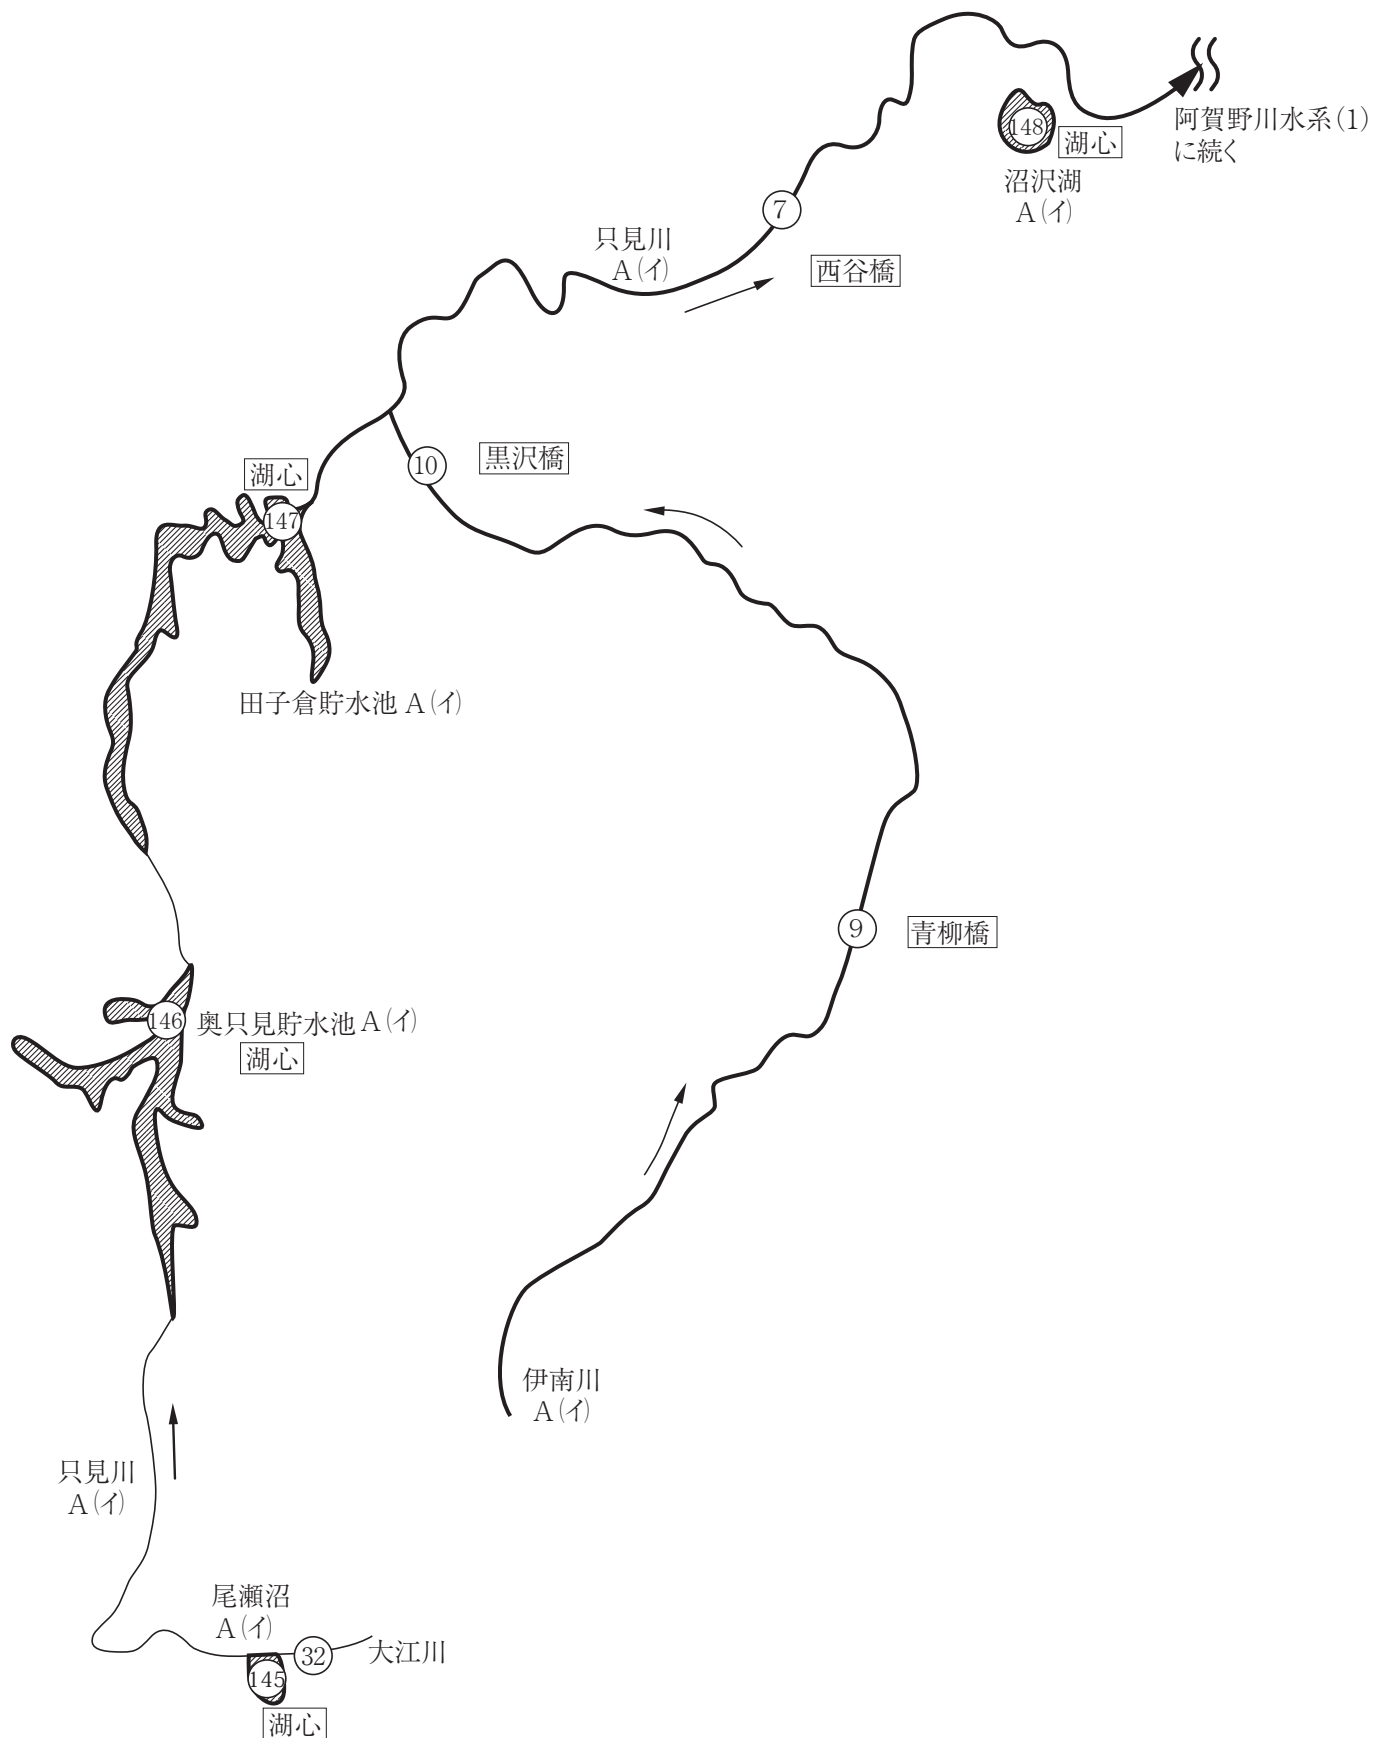 148
湖心
阿賀野川水系(1)
に続く
沼沢湖
A(イ)
7
只見川
A(イ)
西谷橋
10
黒沢橋
湖心
147
田子倉貯水池 A(イ)
9
青柳橋
146
奥只見貯水池 A(イ)
湖心
伊南川
A(イ)
只見川
A(イ)
尾瀬沼
A(イ)
32
大江川
145
湖心